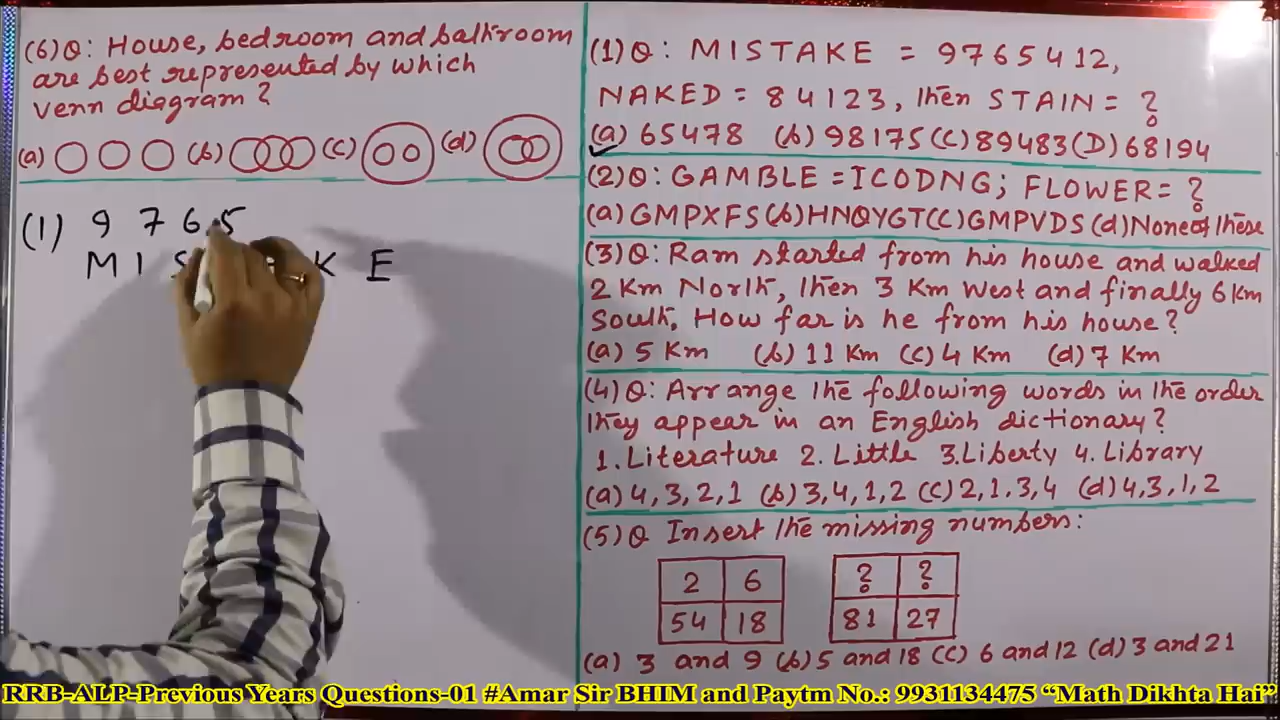 (6) Q: House, bedroom and bathroom
are best represented by which
venn diagram?
(a) (b) (c) (d)
(1) 9 7 6 5
M I S A K E
(1) Q: MISTAKE = 9765412,
NAKED = 84123, then STAIN = ?
(a) 65478 (b) 98175 (C) 89483 (D) 68194
(2) Q: GAMBLE = ICODNG; FLOWER = ?
(a) GMPXFS (b) HNQYGT (C) GMPVDS (d) None of these
(3) Q: Ram started from his house and walked
2 Km North, then 3 Km West and finally 6 Km
South. How far is he from his house?
(a) 5 Km (b) 11 Km (c) 4 Km (d) 7 Km
(4) Q: Arrange the following words in the order
they appear in an English dictionary?
1. Literature 2. Little 3. Liberty 4. Library
(a) 4, 3, 2, 1 (b) 3, 4, 1, 2 (C) 2, 1, 3, 4 (d) 4, 3, 1, 2
(5) Q Insert the missing numbers:
2 6 ? ?
54 18 81 27
(a) 3 and 9 (b) 5 and 18 (C) 6 and 12 (d) 3 and 21
RRB-ALP-Previous Years Questions-01 #Amar Sir BHIM and Paytm No.: 9931134475 “Math Dikhta Hai”